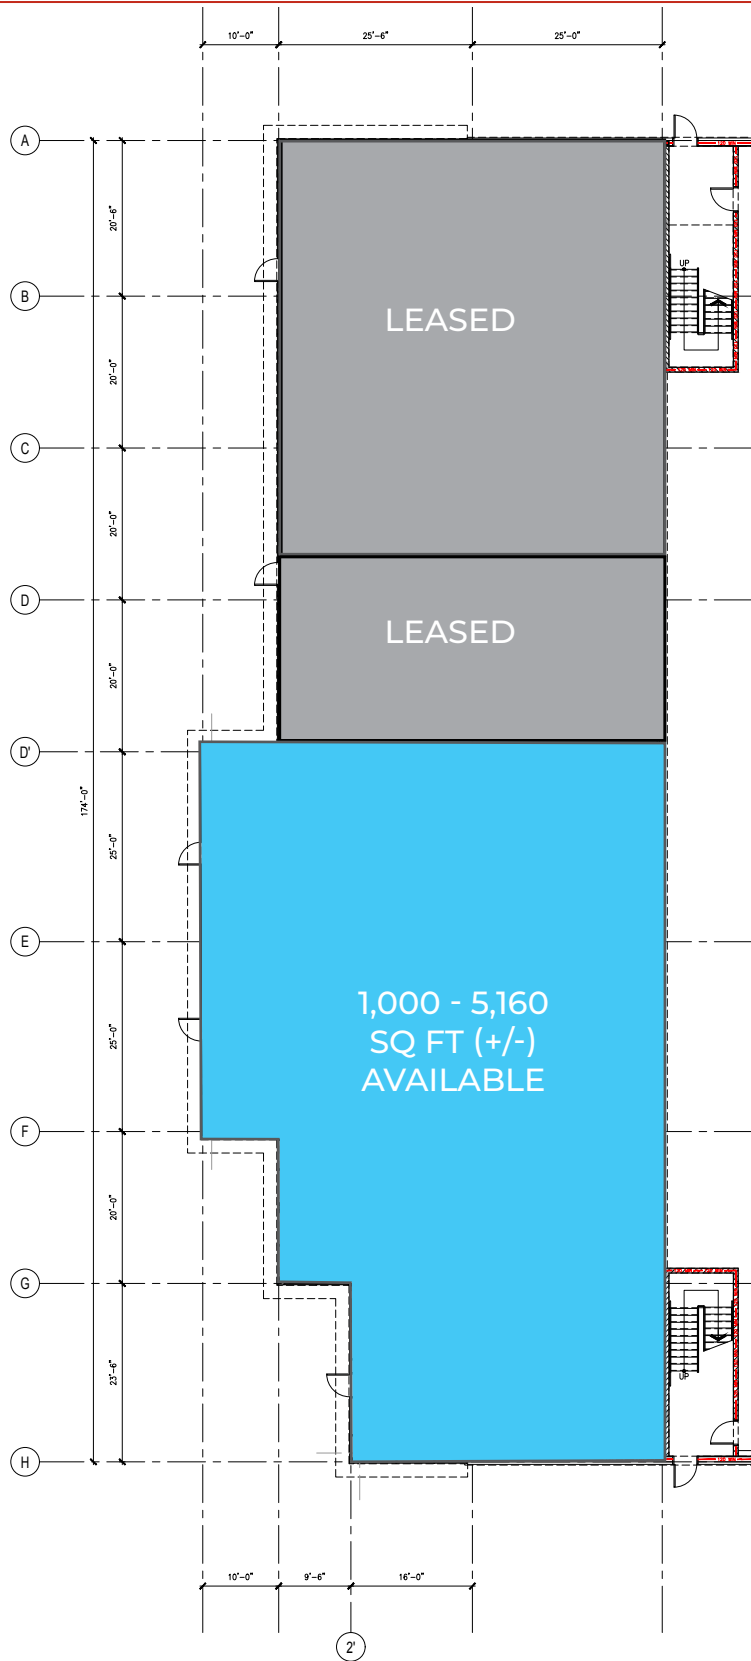 10'-0" 25'-6" 25'-0"
A
20'-6"
UP
B
LEASED
20'-0"
C
20'-0"
D
LEASED
20'-0"
D'
174'-0"
25'-0"
E
1,000 - 5,160
SQ FT (+/-)
AVAILABLE
25'-0"
F
20'-0"
G
23'-6"
UP
H
10'-0" 9'-6" 16'-0"
2'